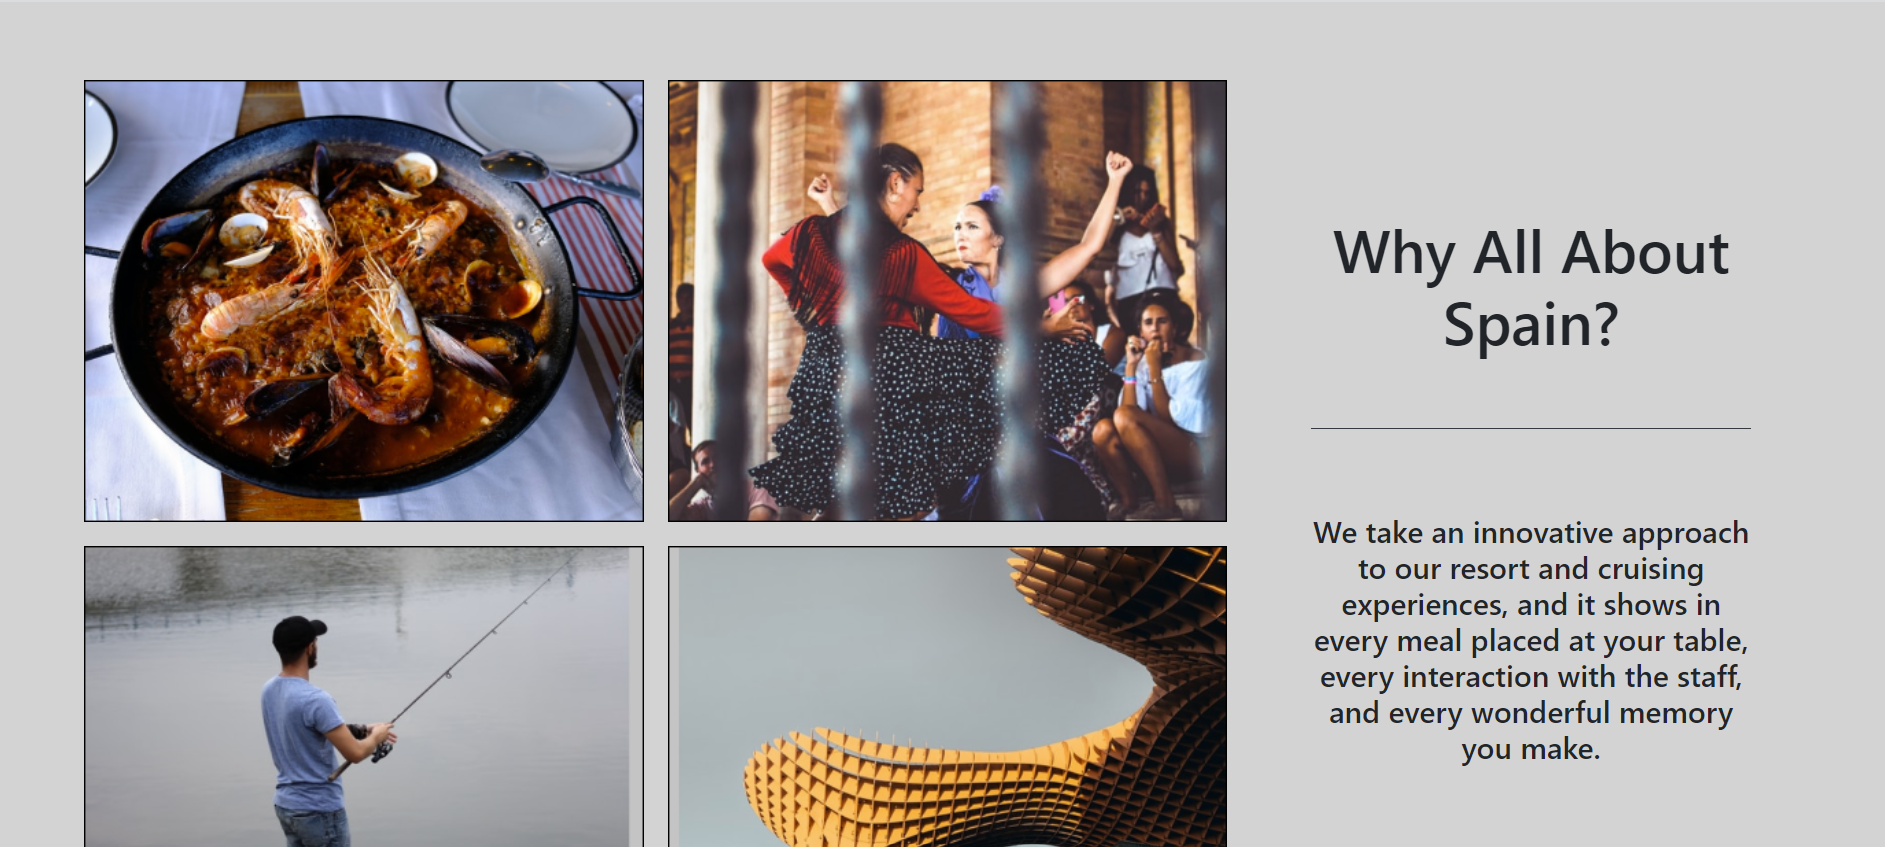 Why All About
Spain?
We take an innovative approach
to our resort and cruising
experiences, and it shows in
every meal placed at your table,
every interaction with the staff,
and every wonderful memory
you make.